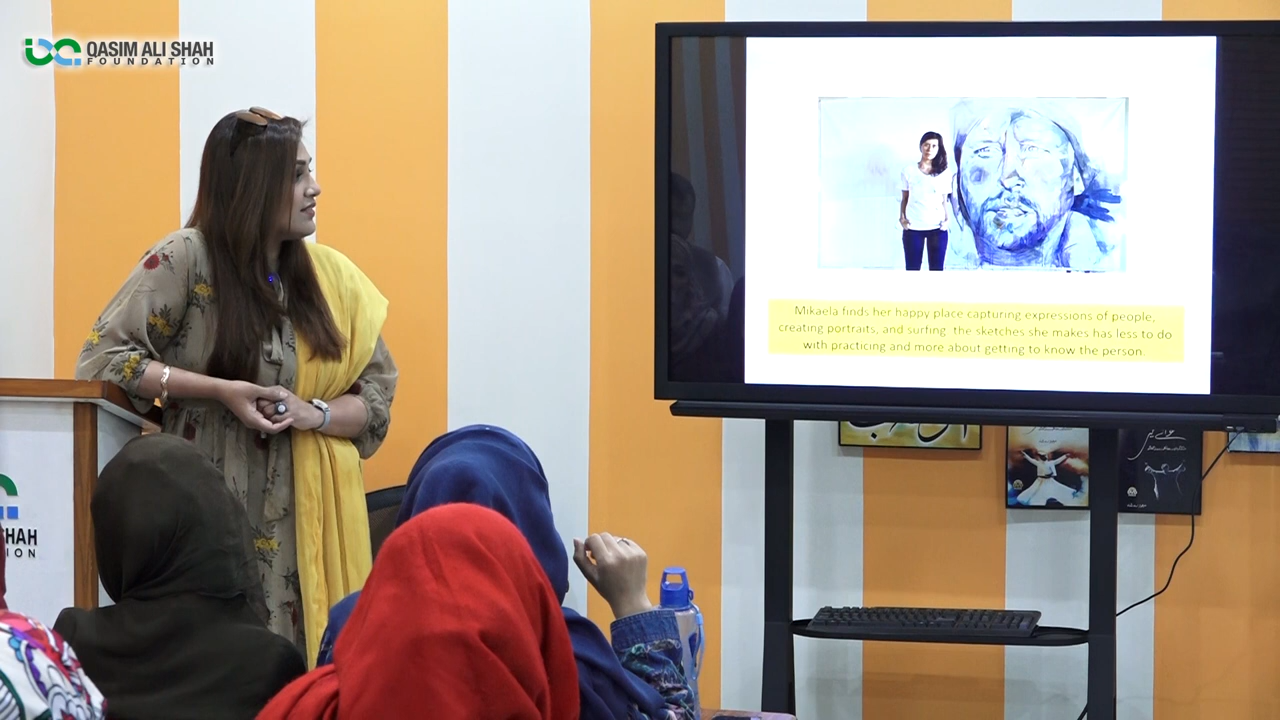 QASIM ALI SHAH
FOUNDATION
Mikaela finds her happy place capturing expressions of people,
creating portraits, and surfing the sketches she makes has less to do
with practicing and more about getting to know the person.
SHAH